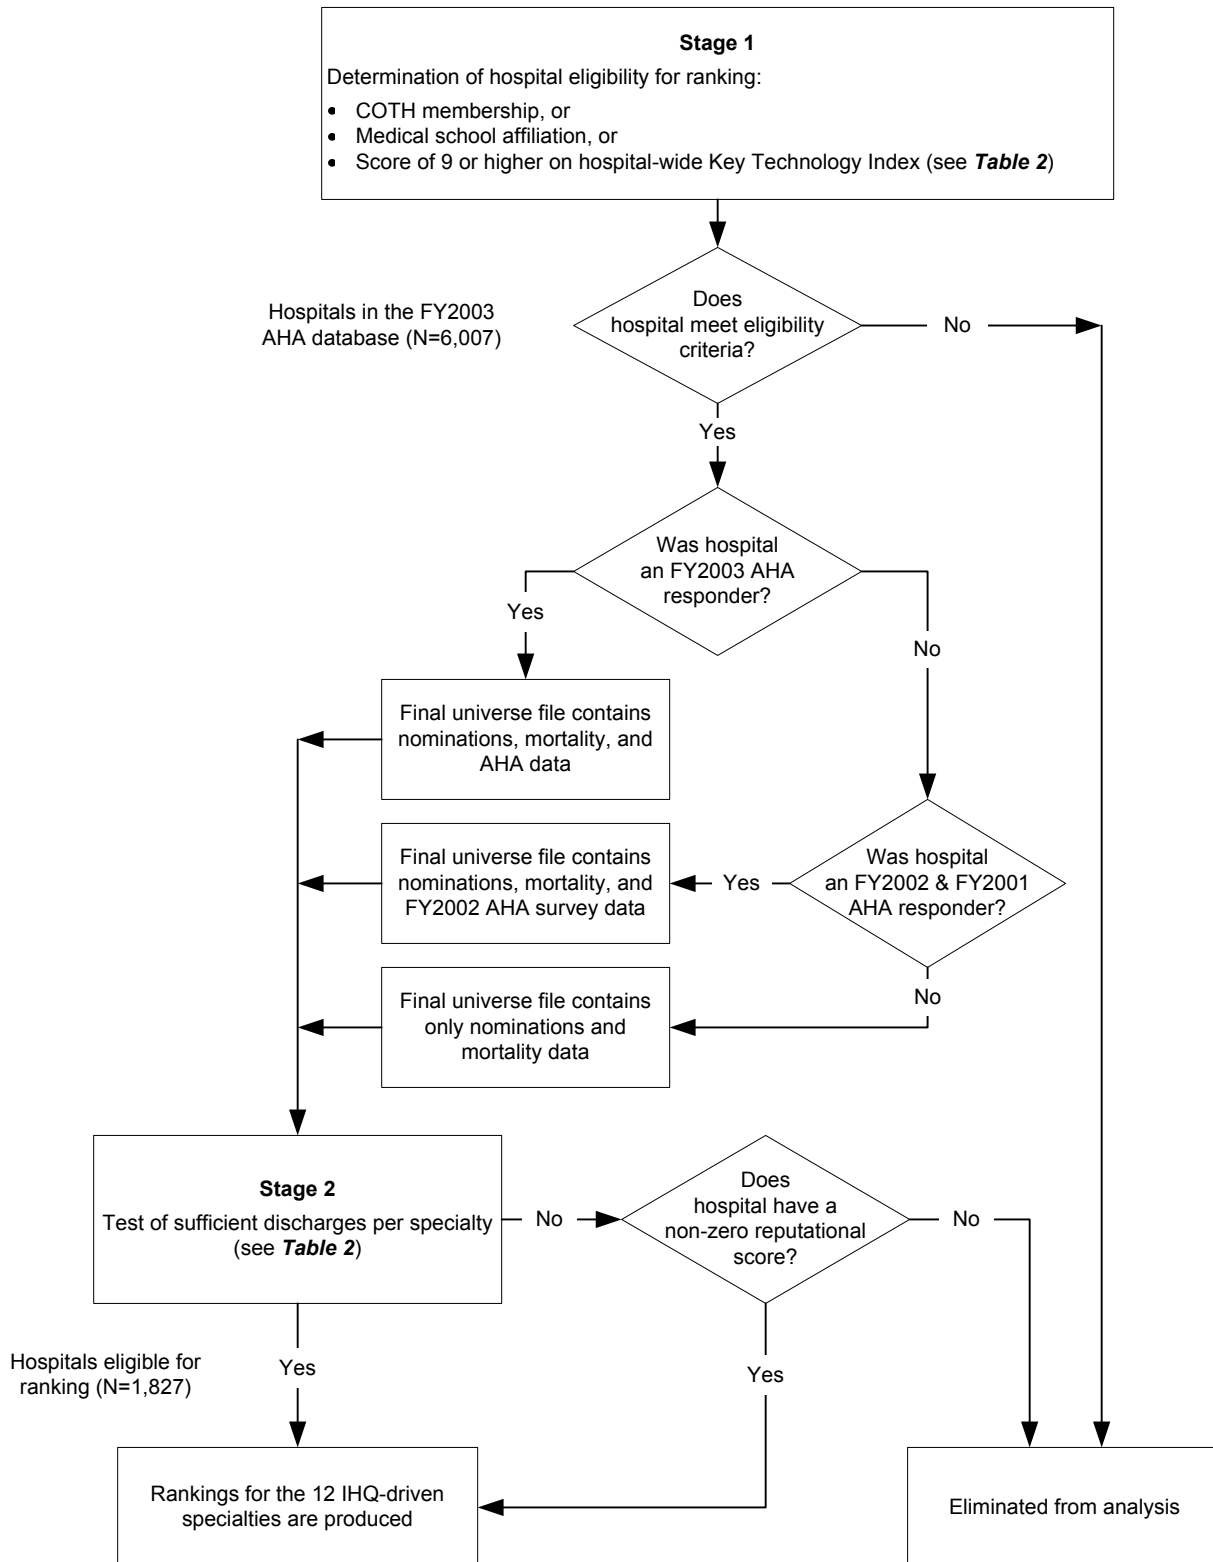 Stage 1
Determination of hospital eligibility for ranking:
• COTH membership, or
• Medical school affiliation, or
• Score of 9 or higher on hospital-wide Key Technology Index (see Table 2)
Hospitals in the FY2003
AHA database (N=6,007)
Does
hospital meet eligibility
criteria?
No
Yes
Was hospital
an FY2003 AHA
responder?
Yes
No
Final universe file contains
nominations, mortality, and
AHA data
Final universe file contains
nominations, mortality, and
FY2002 AHA survey data
Yes
Was hospital
an FY2002 & FY2001
AHA responder?
No
Final universe file contains
only nominations and
mortality data
Stage 2
Test of sufficient discharges per specialty
(see Table 2)
No
Does
hospital have a
non-zero reputational
score?
No
Hospitals eligible for
ranking (N=1,827)
Yes
Yes
Rankings for the 12 IHQ-driven
specialties are produced
Eliminated from analysis